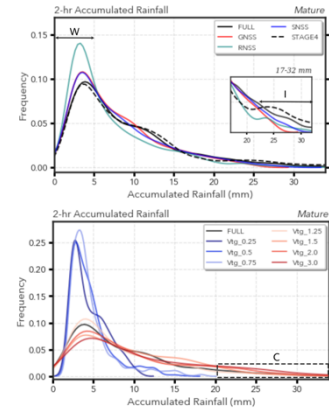 2-hr Accumulated Rainfall Mature
W
FULL SNSS
GNSS STAGE4
RNSS
17-32 mm
I
20 25 30
0.15
0.10
0.05
0.00
Frequency
0 5 10 15 20 25 30
Accumulated Rainfall (mm)
2-hr Accumulated Rainfall Mature
FULL Vtg_1.25
Vtg_0.25 Vtg_1.5
Vtg_0.5 Vtg_2.0
Vtg_0.75 Vtg_3.0
C
0.25
0.20
0.15
0.10
0.05
0.00
Frequency
0 5 10 15 20 25 30
Accumulated Rainfall (mm)